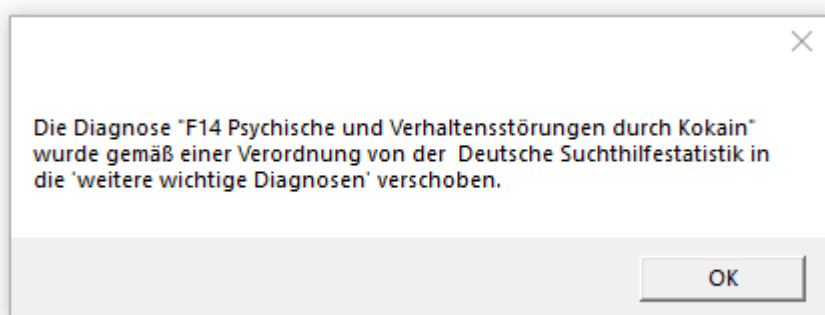 Die Diagnose "F14 Psychische und Verhaltensstörungen durch Kokain"
wurde gemäß einer Verordnung von der  Deutsche Suchthilfestatistik in
die 'weitere wichtige Diagnosen' verschoben.
OK